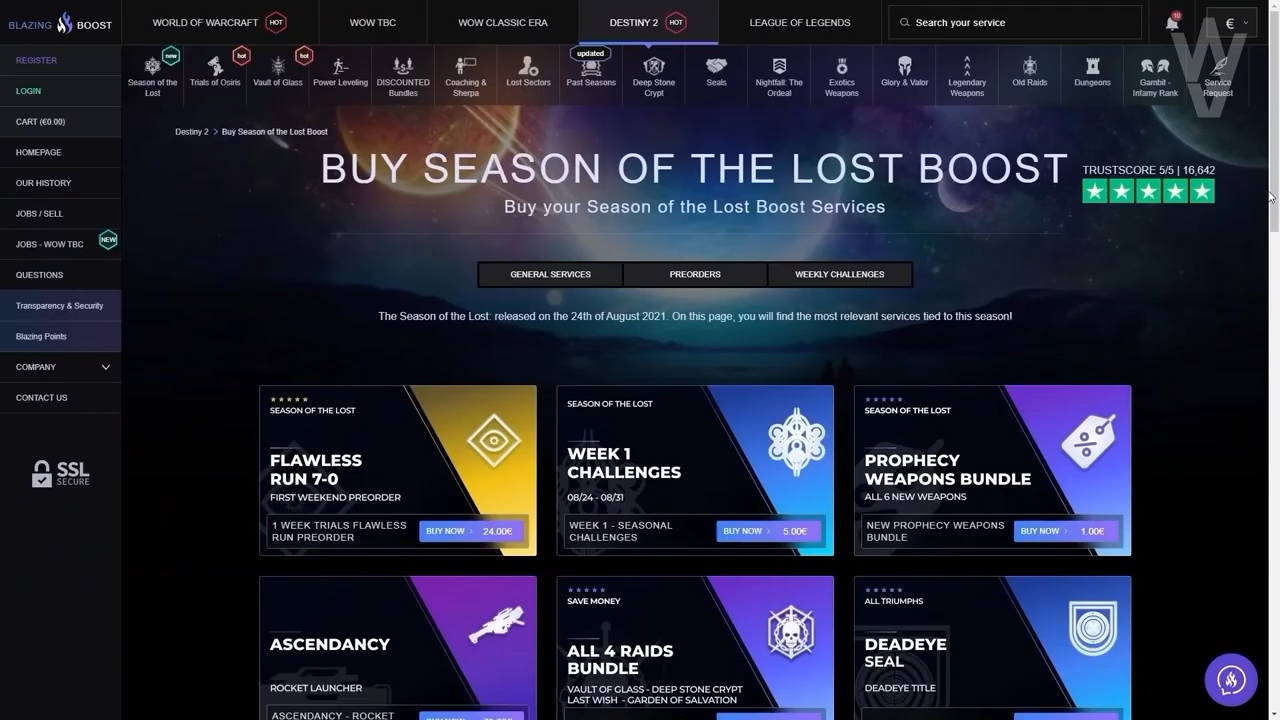 BLAZING BOOST
WORLD OF WARCRAFT HOT
WOW TBC
WOW CLASSIC ERA
DESTINY 2 HOT
LEAGUE OF LEGENDS
Search your service
10
€
REGISTER
LOGIN
CART (€0.00)
HOMEPAGE
OUR HISTORY
JOBS / SELL
JOBS - WOW TBC NEW
QUESTIONS
Transparency & Security
Blazing Points
COMPANY
CONTACT US
SSL
SECURE
new
Season of the
Lost
hot
Trials of Osiris
hot
Vault of Glass
Power Leveling
DISCOUNTED
Bundles
Coaching &
Sherpa
Lost Sectors
updated
Past Seasons
Deep Stone
Crypt
Seals
Nightfall: The
Ordeal
Exotics
Weapons
Glory & Valor
Legendary
Weapons
Old Raids
Dungeons
Gambit -
Infamy Rank
Service
Request
Destiny 2 > Buy Season of the Lost Boost
BUY SEASON OF THE LOST BOOST
Buy your Season of the Lost Boost Services
TRUSTSCORE 5/5 | 16,642
GENERAL SERVICES
PREORDERS
WEEKLY CHALLENGES
The Season of the Lost: released on the 24th of August 2021. On this page, you will find the most relevant services tied to this season!
SEASON OF THE LOST
FLAWLESS
RUN 7-0
FIRST WEEKEND PREORDER
1 WEEK TRIALS FLAWLESS
RUN PREORDER
BUY NOW > 24.00€
SEASON OF THE LOST
WEEK 1
CHALLENGES
08/24 - 08/31
WEEK 1 - SEASONAL
CHALLENGES
BUY NOW > 5.00€
SEASON OF THE LOST
PROPHECY
WEAPONS BUNDLE
ALL 6 NEW WEAPONS
NEW PROPHECY WEAPONS
BUNDLE
BUY NOW > 1.00€
ASCENDANCY
ROCKET LAUNCHER
ASCENDANCY - ROCKET
SAVE MONEY
ALL 4 RAIDS
BUNDLE
VAULT OF GLASS - DEEP STONE CRYPT
LAST WISH - GARDEN OF SALVATION
ALL TRIUMPHS
DEADEYE
SEAL
DEADEYE TITLE